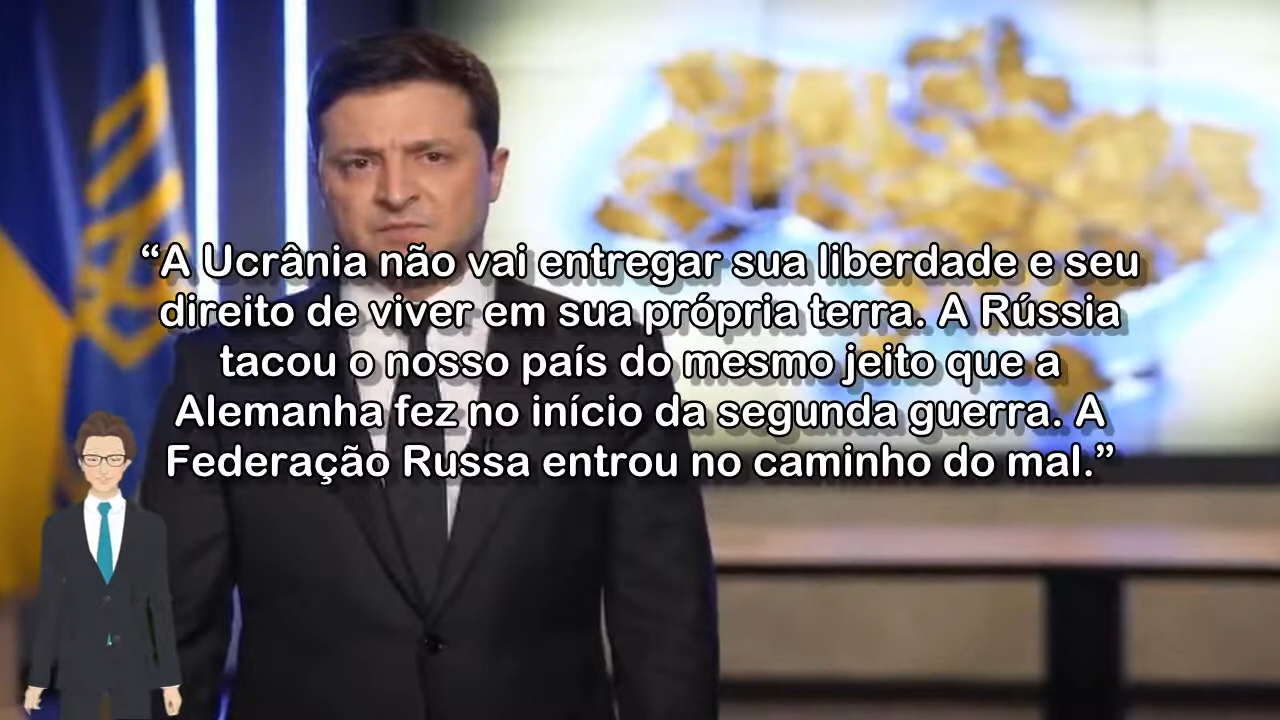 “A Ucrânia não vai entregar sua liberdade e seu
direito de viver em sua própria terra. A Rússia
tacou o nosso país do mesmo jeito que a
Alemanha fez no início da segunda guerra. A
Federação Russa entrou no caminho do mal.”